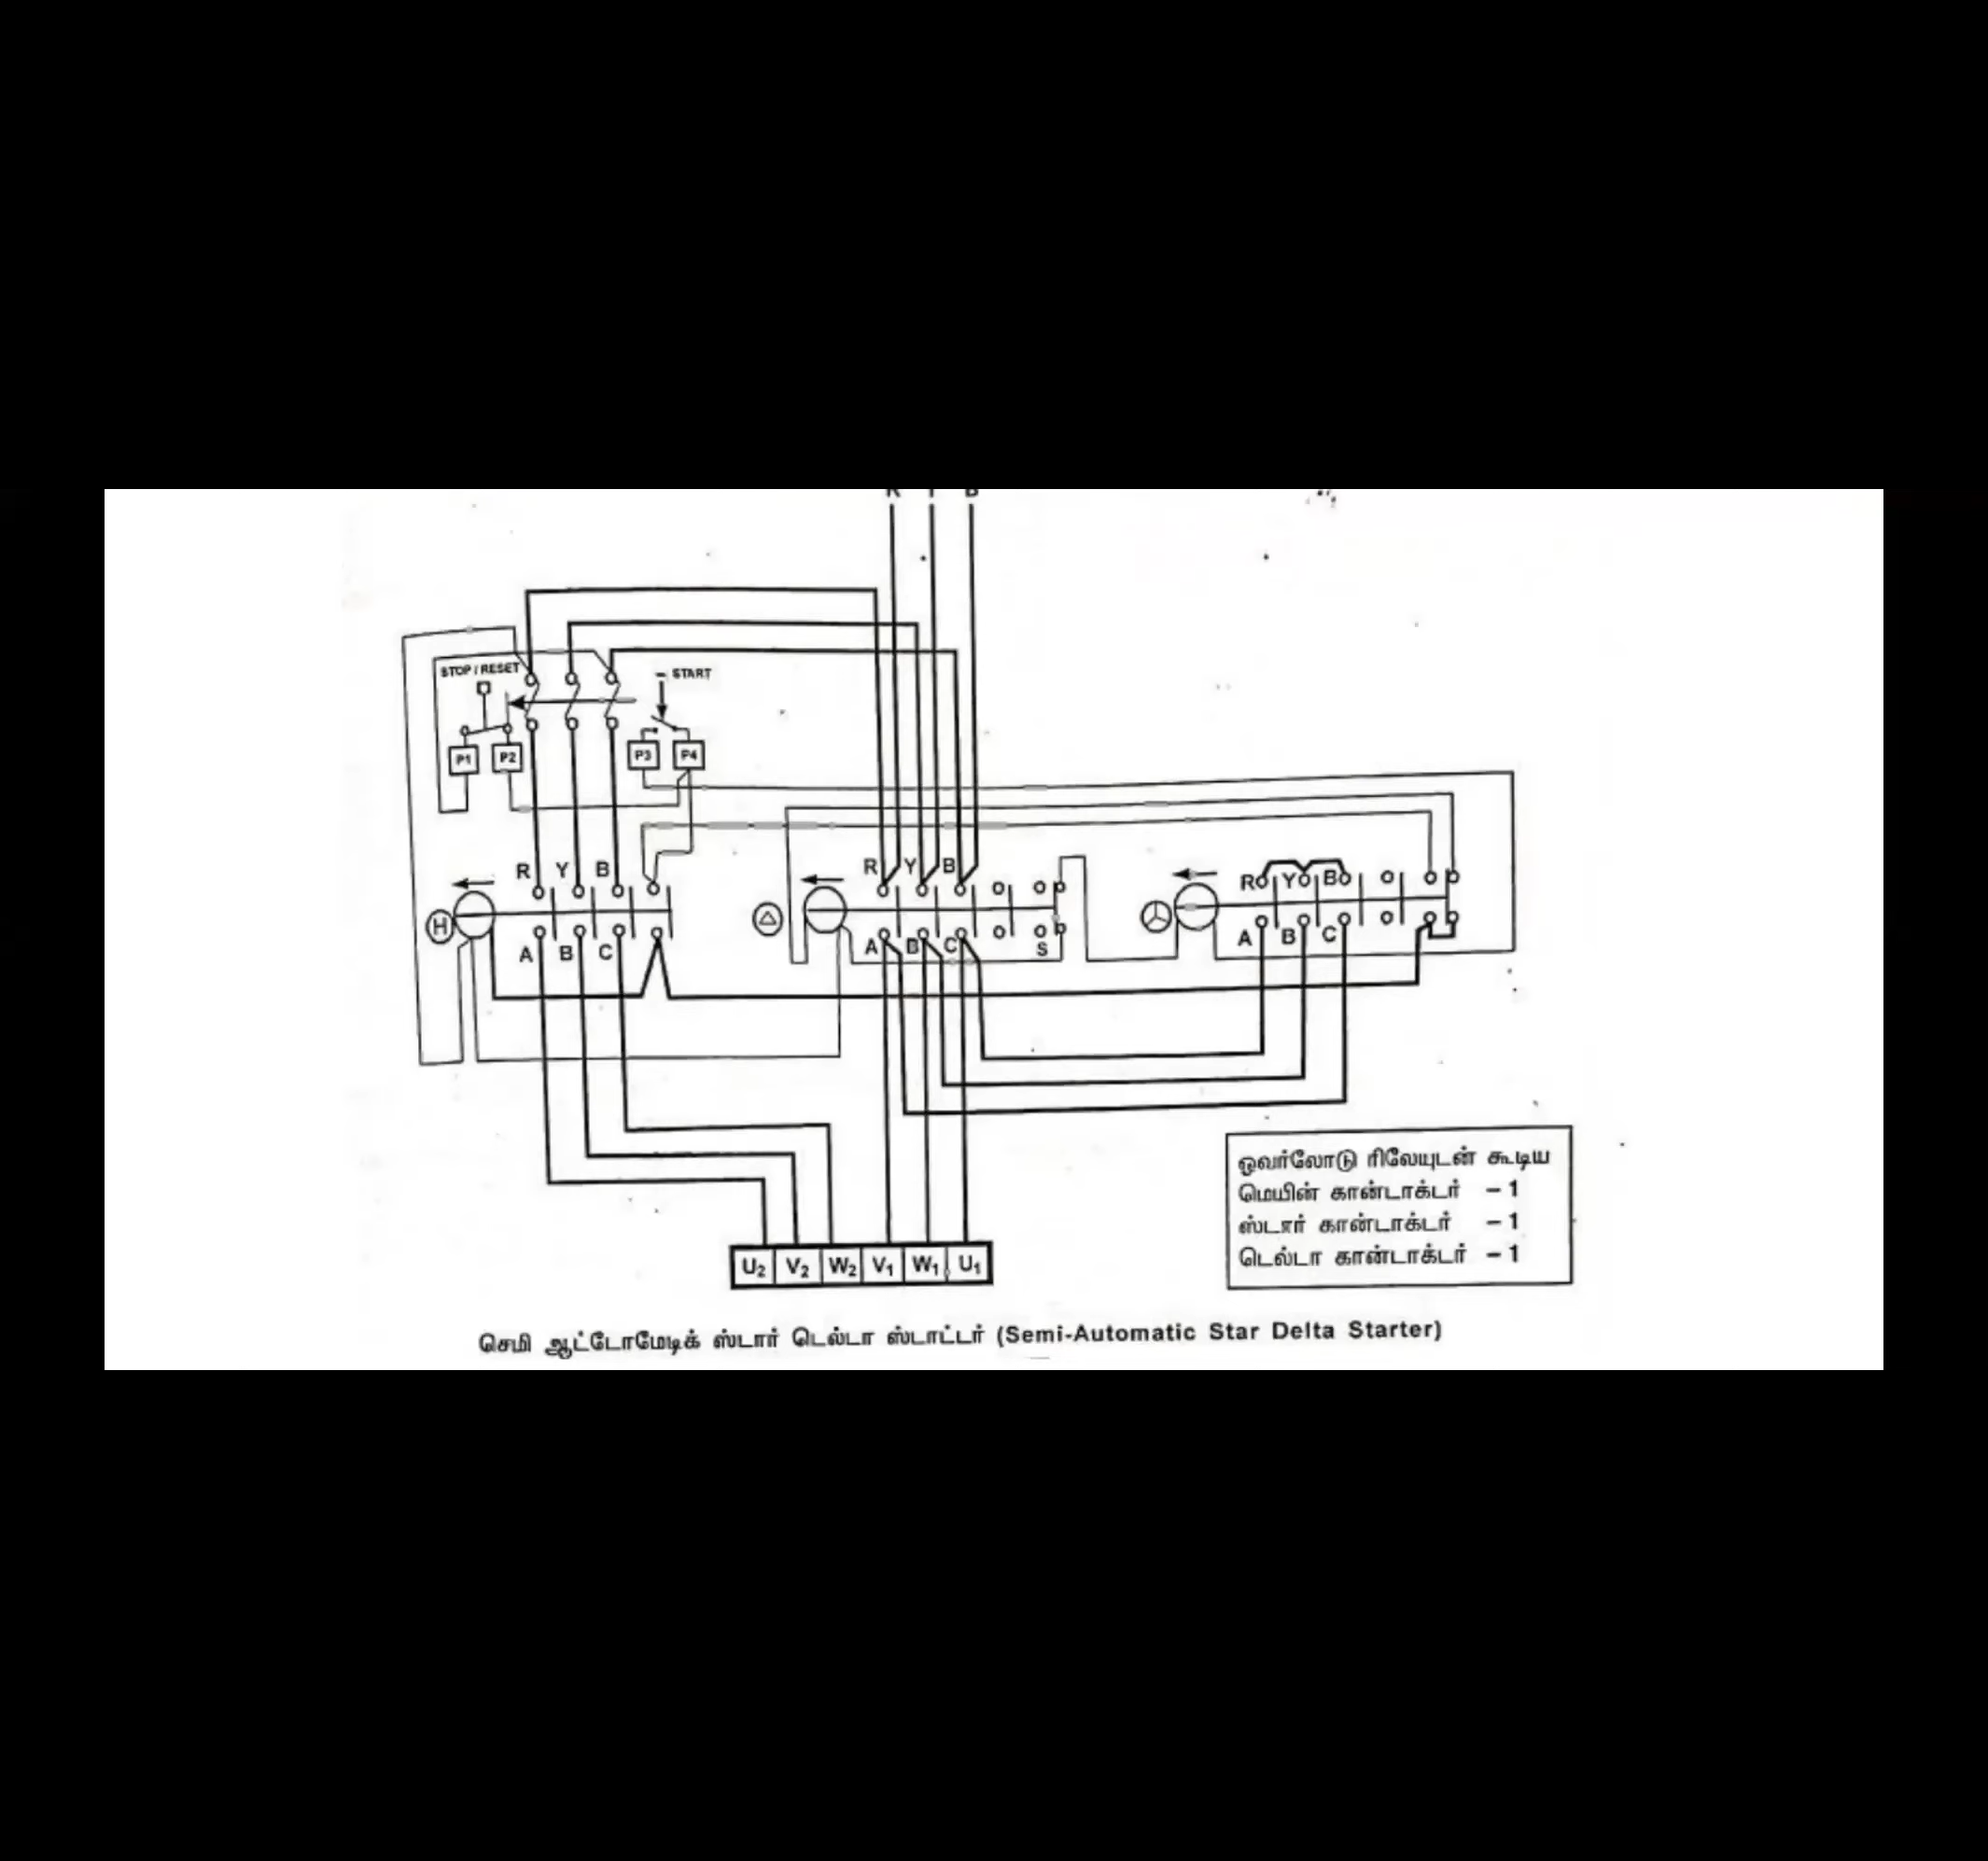 R Y B
STOP / RESET
START
P1 P2 P3 P4
R Y B
R Y B
R Y B
H
A B C
A B C S
A B C
ஓவர்லோடு ரிலேயுடன் கூடிய
மெயின் கான்டாக்டர் – 1
ஸ்டார் கான்டாக்டர் – 1
டெல்டா கான்டாக்டர் – 1
U2 V2 W2 V1 W1 U1
செமி ஆட்டோமேடிக் ஸ்டார் டெல்டா ஸ்டாட்டர் (Semi-Automatic Star Delta Starter)